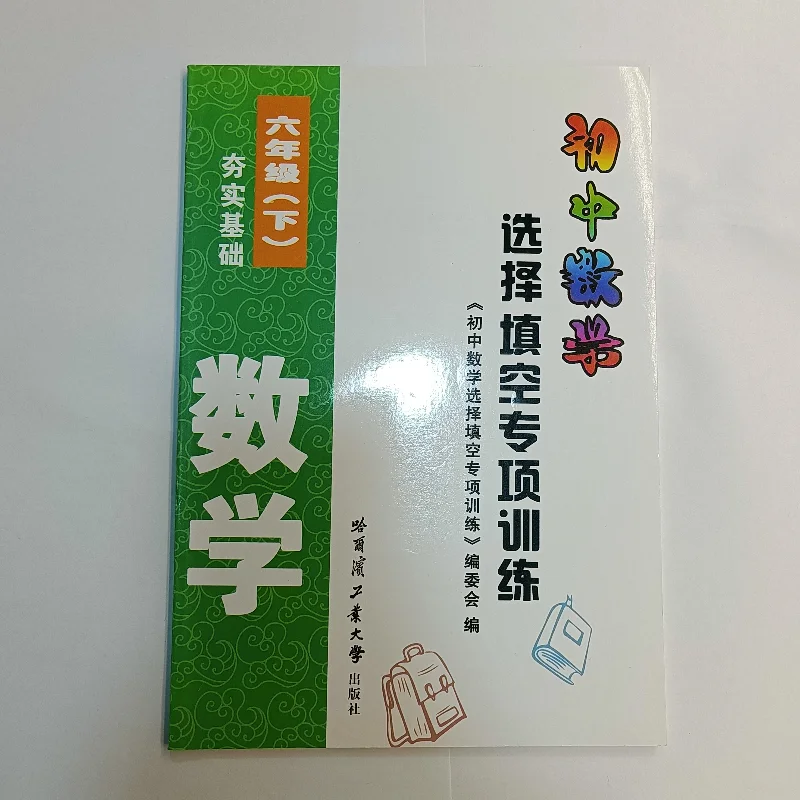 初中数学
选择填空专项训练
《初中数学选择填空专项训练》编委会 编
哈尔滨工业大学出版社
六年级(下)
夯实基础
数学